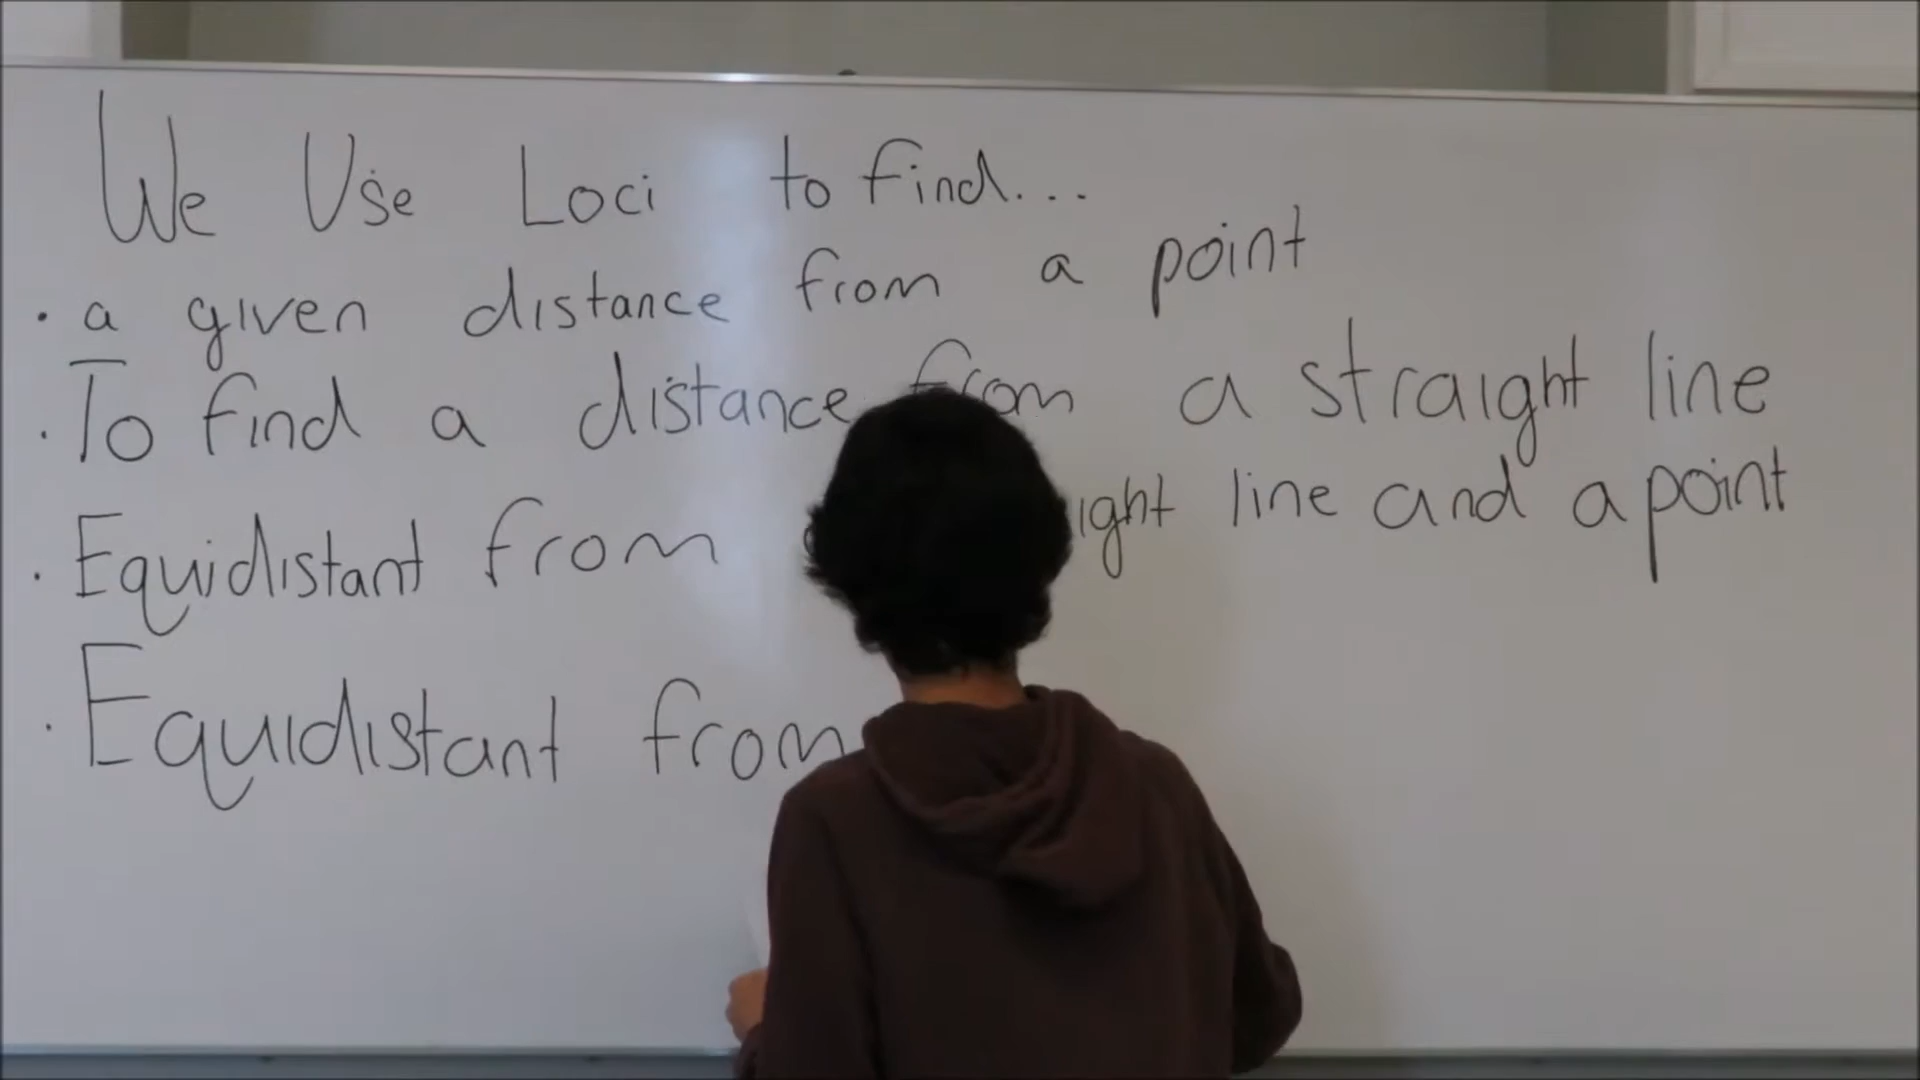 We Use Loci to find...
· a given distance from a point
· To find a distance from a straight line
· Equidistant from ight line and a point
· Equidistant from